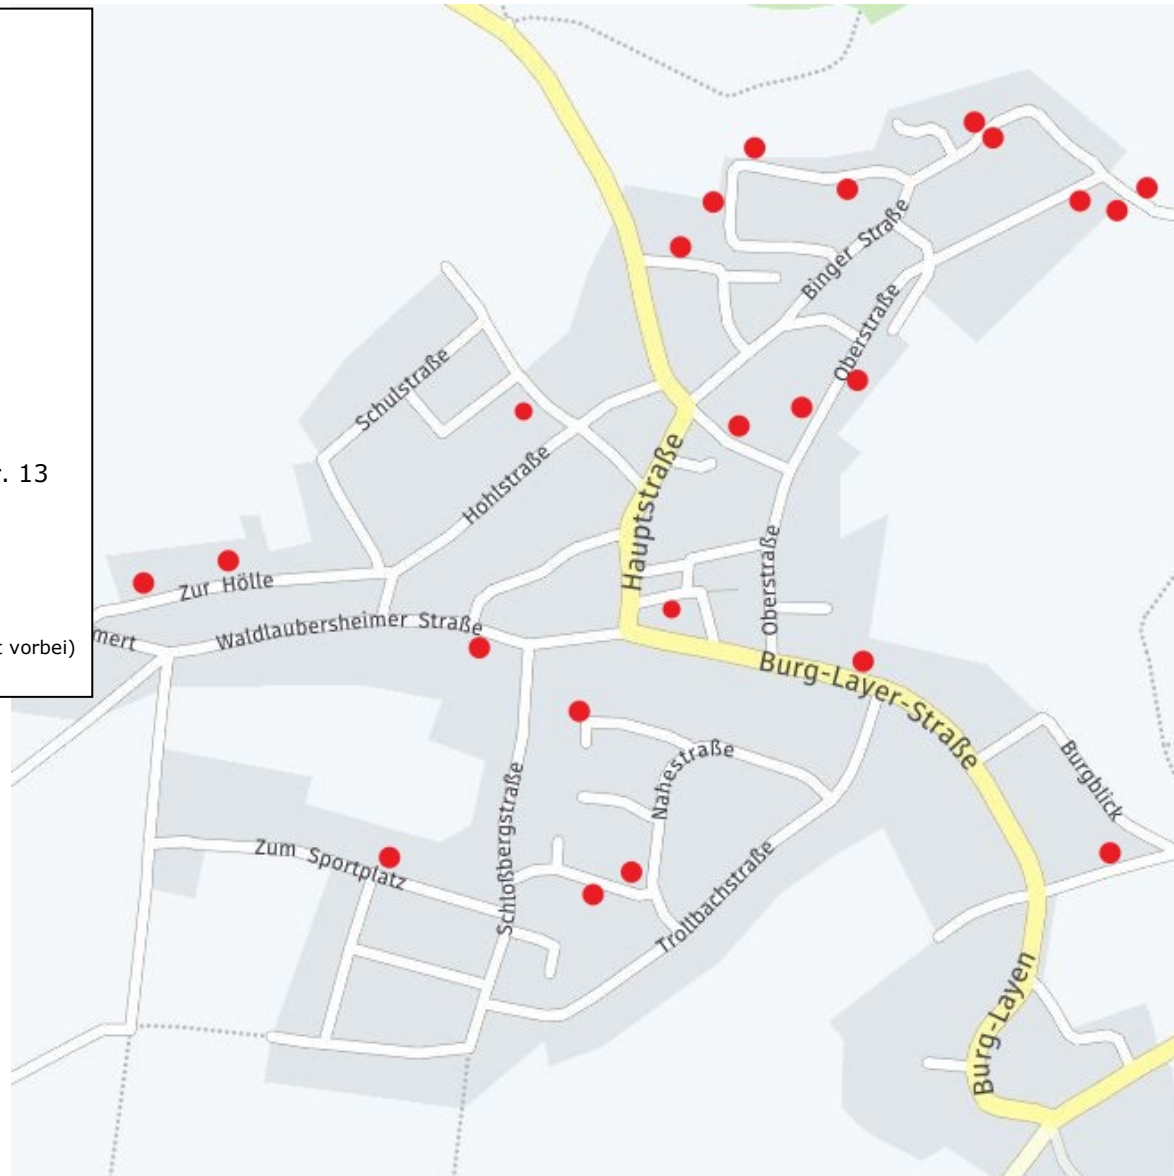 Binger Straße
Oberstraße
Schulstraße
Hohlstraße
Hauptstraße
. 13
Oberstraße
Zur Hölle
Waldlaubersheimer Straße
mert
vorbei)
Burg-Layer-Straße
Nahestraße
Burgblick
Schloßbergstraße
Zum Sportplatz
Trollbachstraße
Burg-Layen